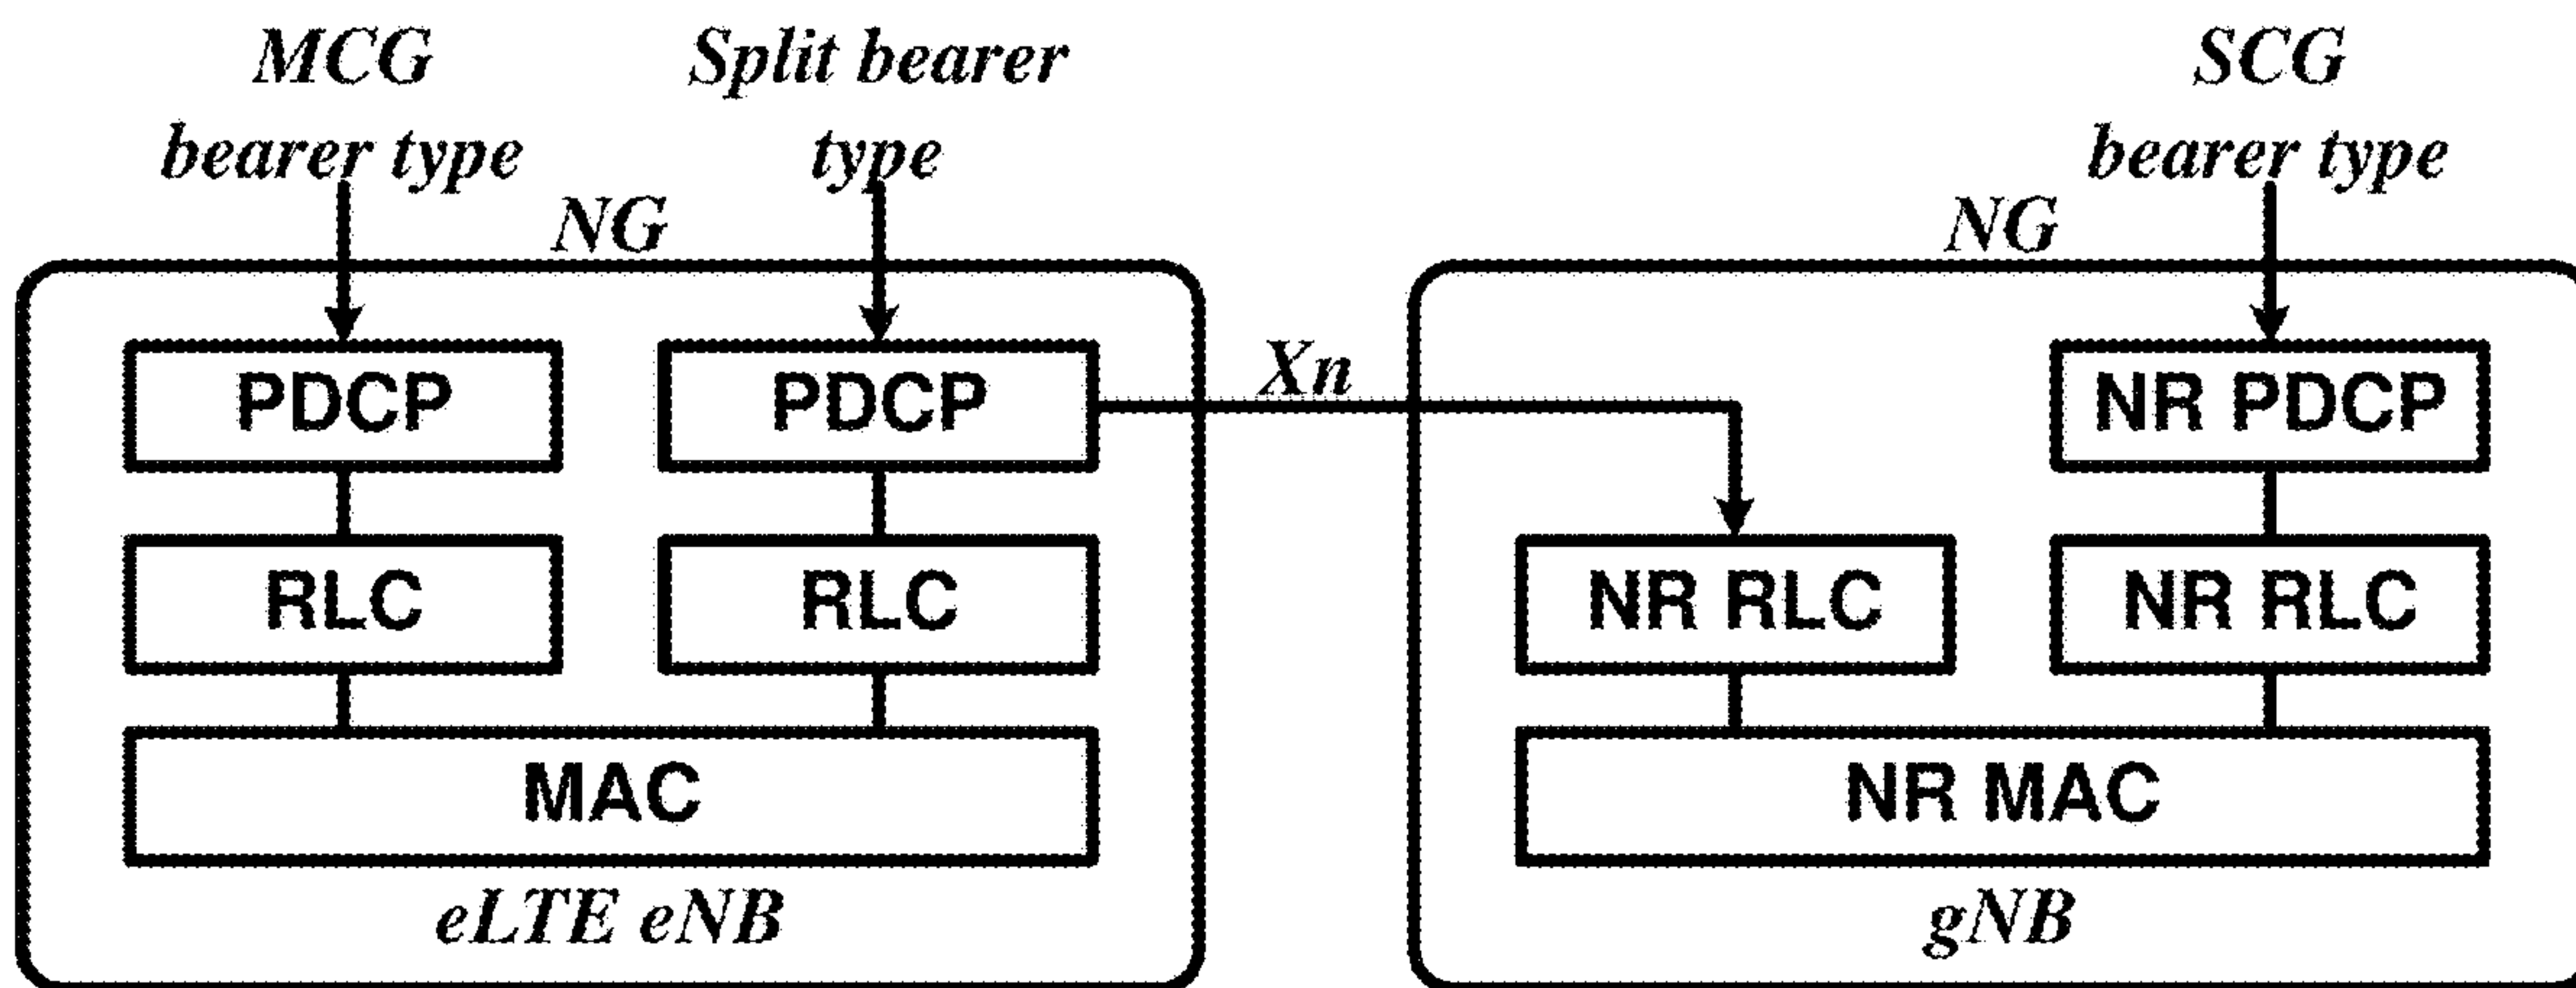 MCG
bearer type
Split bearer
type
SCG
bearer type
NG
NG
Xn
PDCP
PDCP
NR PDCP
RLC
RLC
NR RLC
NR RLC
MAC
NR MAC
eLTE eNB
gNB